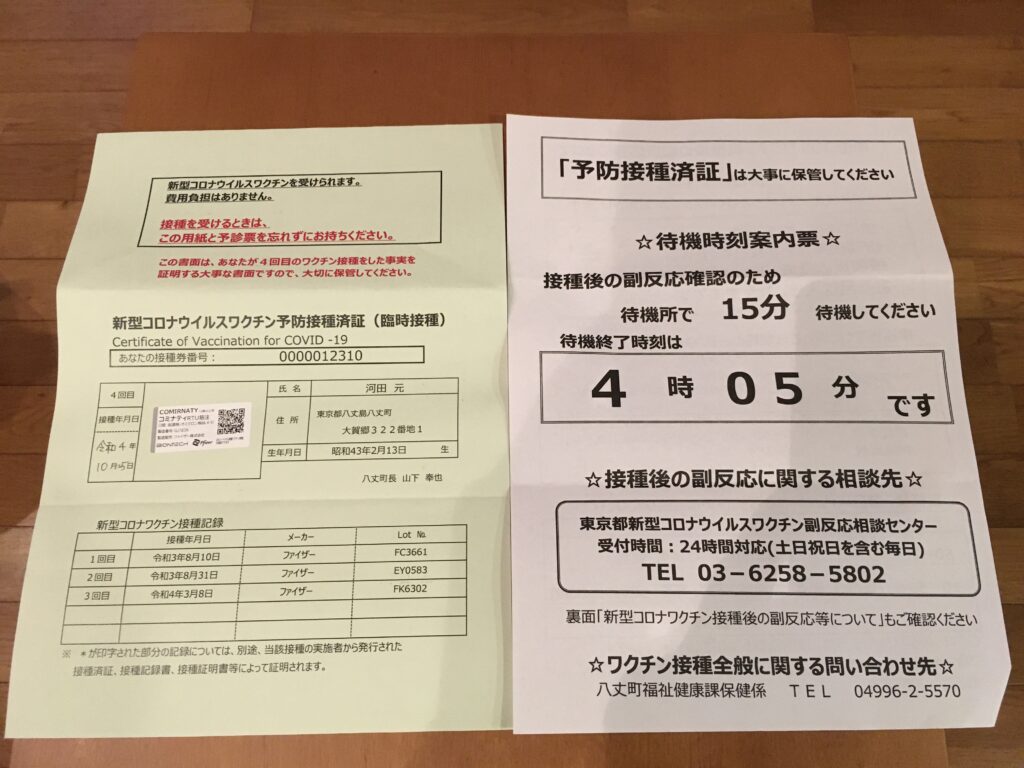 新型コロナウイルスワクチンを受けられます。
費用負担はありません。
接種を受けるときは、
この用紙と予診票を忘れずにお持ちください。
この書面は、あなたが4回目のワクチン接種をした事実を
証明する大事な書面ですので、大切に保管してください。
新型コロナウイルスワクチン予防接種済証（臨時接種）
Certificate of Vaccination for COVID -19
あなたの接種券番号： 0000012310
4回目
接種年月日
令和4年
10月5日
COMIRNATY
コミナティRTU筋注
BIONTECH Pfizer
氏 名 河田 元
住 所 東京都八丈島八丈町
大賀郷322番地1
生年月日 昭和43年2月13日 生
八丈町長 山下 奉也
新型コロナワクチン接種記録
接種年月日 メーカー Lot №
1回目 令和3年8月10日 ファイザー FC3661
2回目 令和3年8月31日 ファイザー EY0583
3回目 令和4年3月8日 ファイザー FK6302
※ ＊が印字された部分の記録については、別途、当該接種の実施者から発行された
接種済証、接種記録書、接種証明書等によって証明されます。
「予防接種済証」は大事に保管してください
☆待機時刻案内票☆
接種後の副反応確認のため
待機所で 15分 待機してください
待機終了時刻は
4 時 05 分 です
☆接種後の副反応に関する相談先☆
東京都新型コロナウイルスワクチン副反応相談センター
受付時間：24時間対応(土日祝日を含む毎日)
TEL 03－6258－5802
裏面「新型コロナワクチン接種後の副反応等について」もご確認ください
☆ワクチン接種全般に関する問い合わせ先☆
八丈町福祉健康課保健係 ＴＥＬ 04996-2-5570